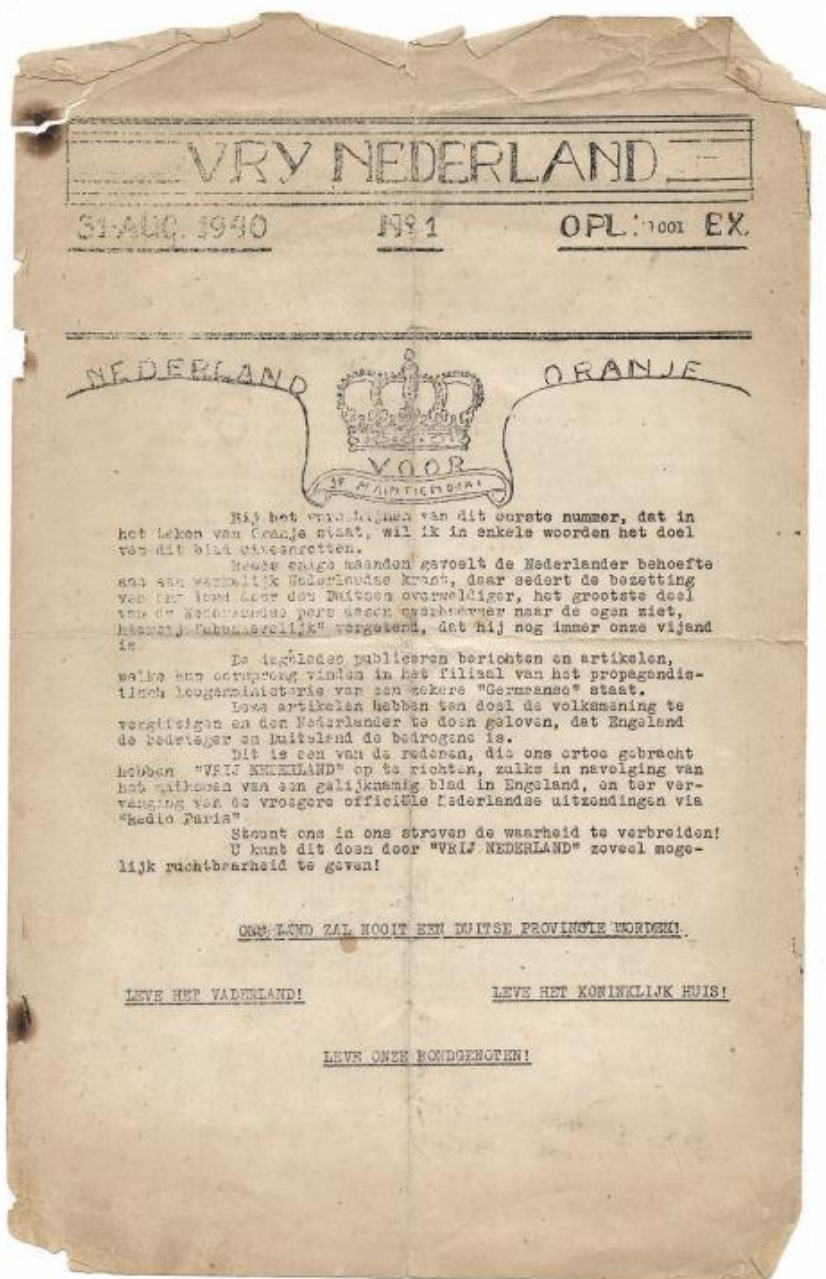 VRY NEDERLAND
31 AUG. 1940 Nº 1 OPL: EX.
NEDERLAND ORANJE
VOOR
JE MAINTIENDRAI
Bij het verschijnen van dit eerste nummer, dat in
het teken van Oranje staat, wil ik in enkele woorden het doel
van dit blad uiteenzetten.
Reeds enige maanden gevoelt de Nederlander behoefte
aan een werkelijk Nederlandse krant, daar sedert de bezetting
van ons land door den Duitsen overweldiger, het grootste deel
van de Nederlandse pers dezen overheerser naar de ogen ziet,
hierbij vergetend, dat hij nog immer onze vijand
is
De dagbladen publiceren berichten en artikelen,
welke hun oorsprong vinden in het filiaal van het propagandis-
tisch leugenministerie van een zekere "Germaanse" staat.
Deze artikelen hebben ten doel de volksmening te
vergiftigen en den Nederlander te doen geloven, dat Engeland
de bedrieger en Duitsland de bedrogene is.
Dit is een van de redenen, die ons ertoe gebracht
hebben "VRIJ NEDERLAND" op te richten, zulks in navolging van
het uitkomen van een gelijknamig blad in Engeland, en ter ver-
vanging van de vroegere officiële Nederlandse uitzendingen via
"Radio Paris"
Steunt ons in ons streven de waarheid te verbreiden!
U kunt dit doen door "VRIJ NEDERLAND" zoveel moge-
lijk ruchtbaarheid te geven!
ONS LAND ZAL NOOIT EEN DUITSE PROVINCIE WORDEN!
LEVE HET VADERLAND! LEVE HET KONINKLIJK HUIS!
LEVE ONZE BONDGENOTEN!